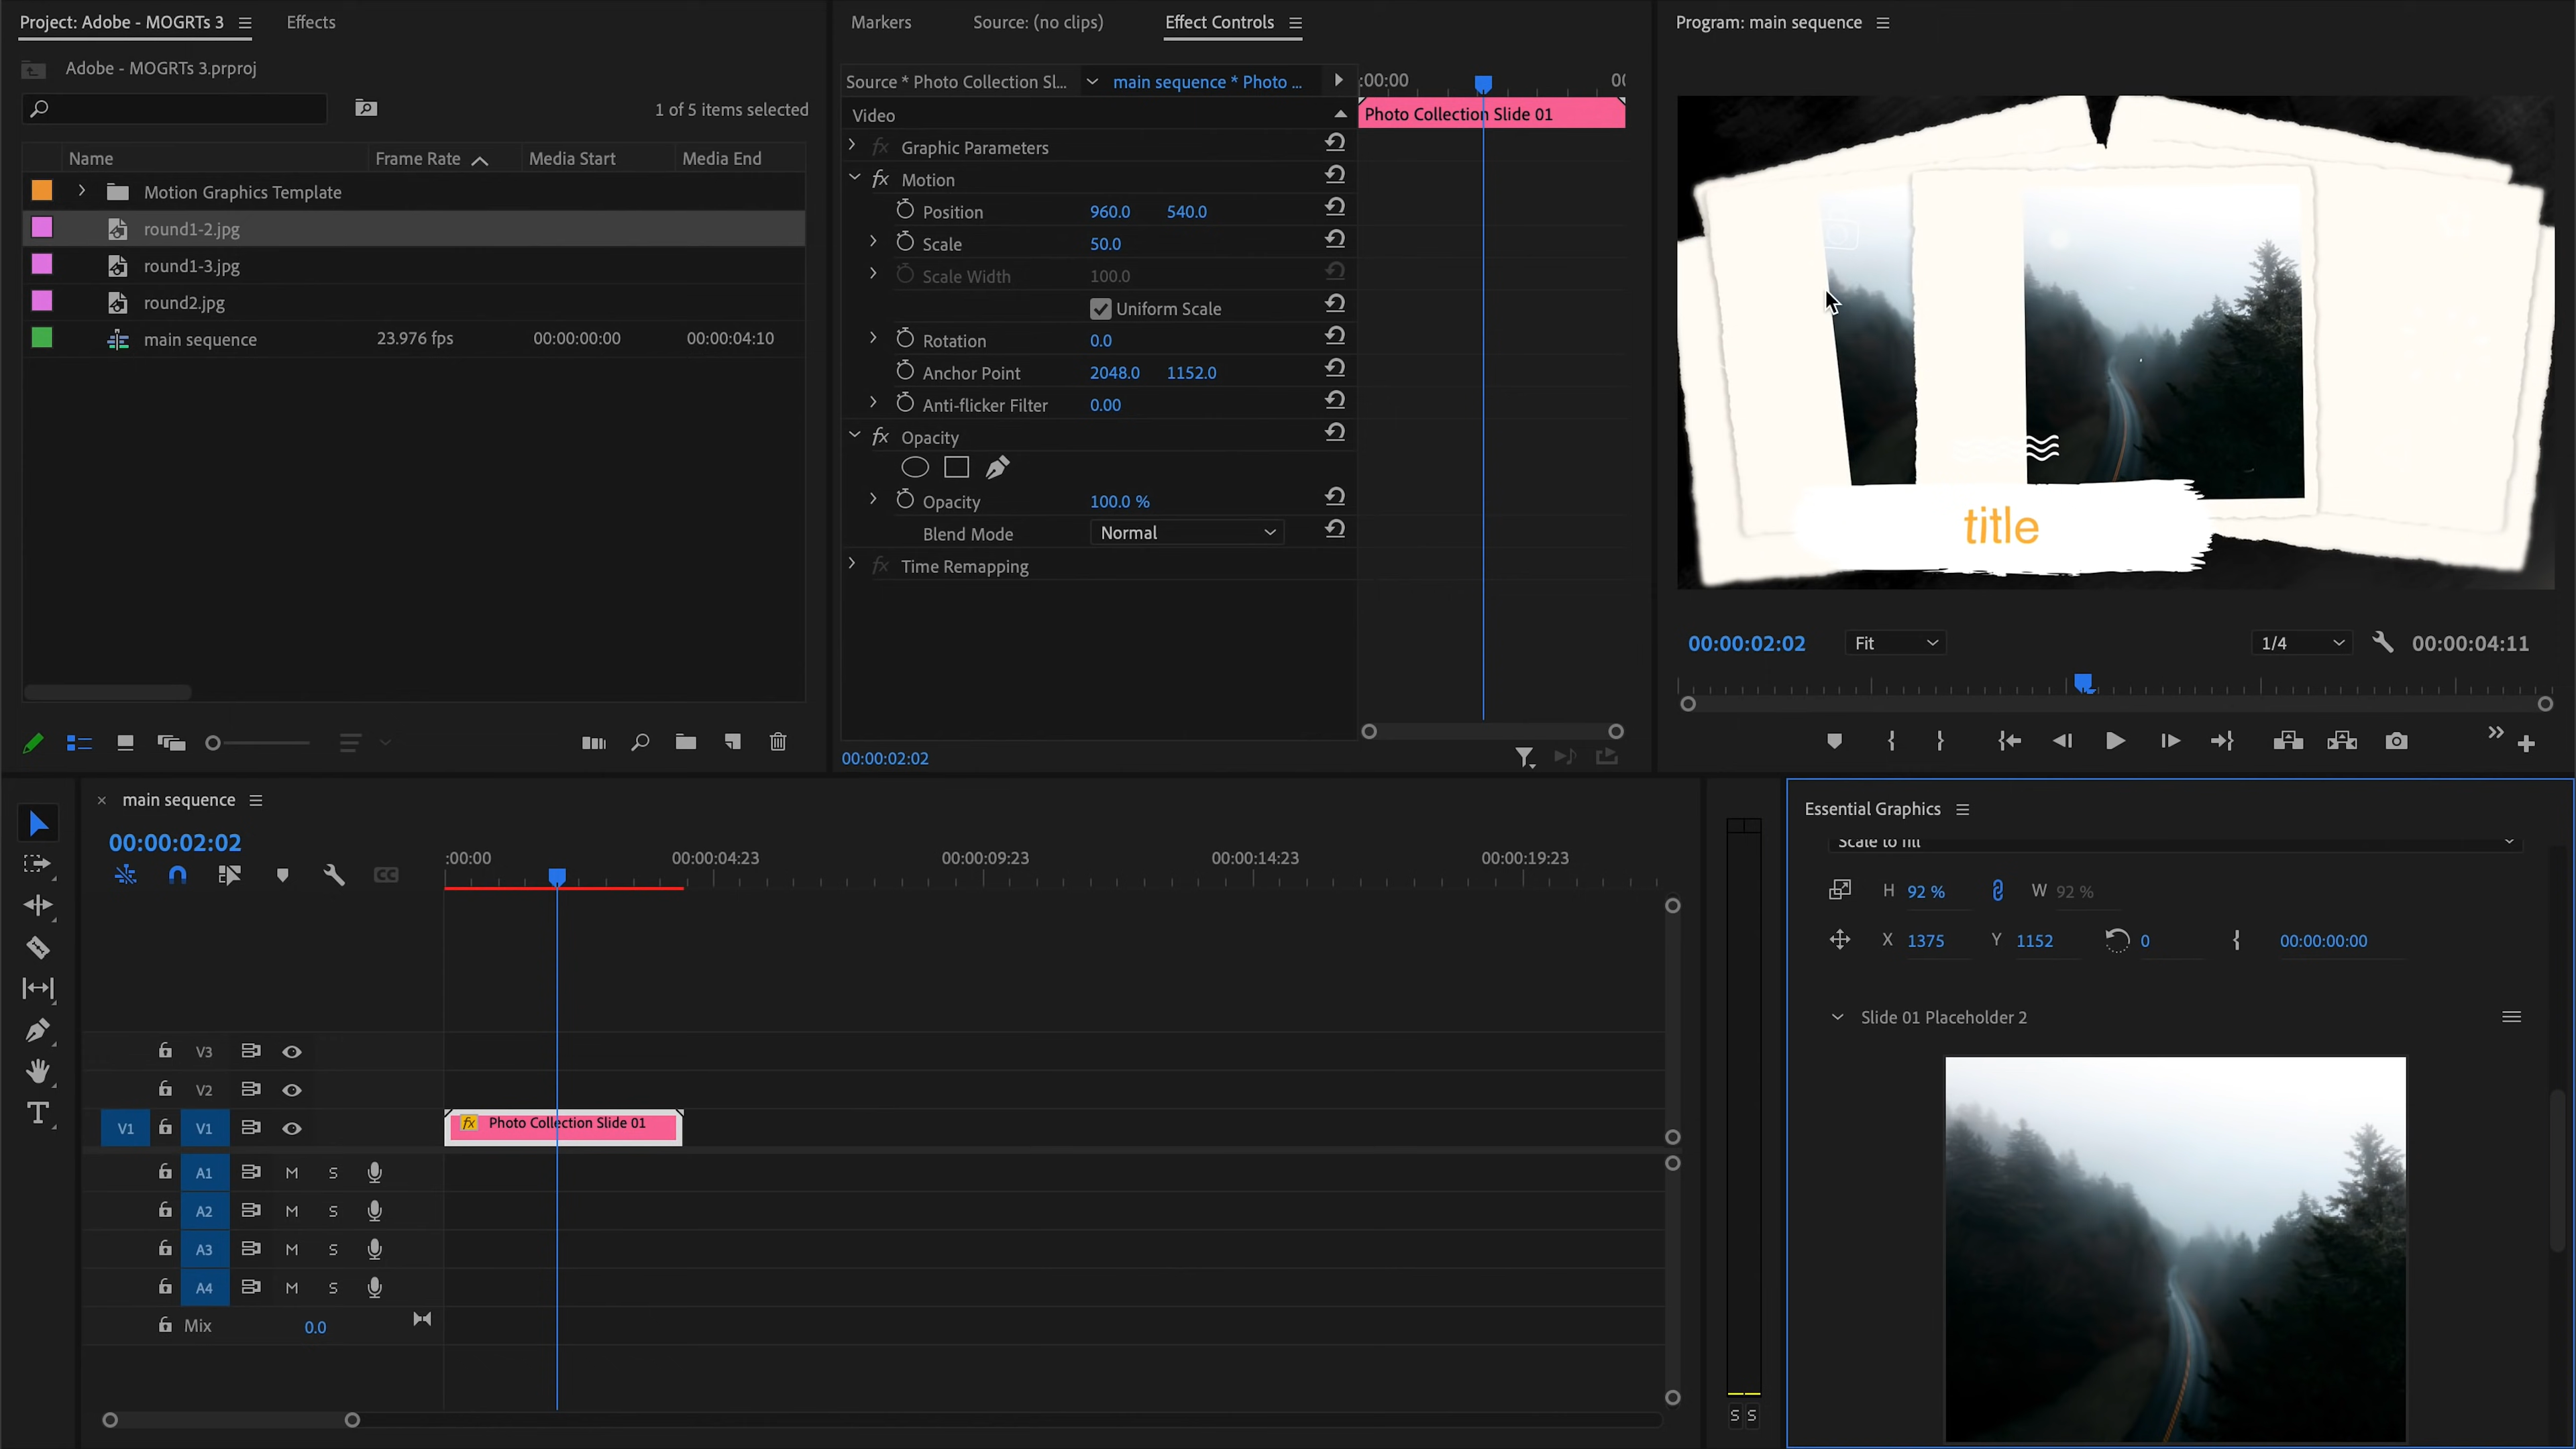 Project: Adobe - MOGRTs 3
Effects
Adobe - MOGRTs 3.prproj
1 of 5 items selected
Name Frame Rate Media Start Media End
Motion Graphics Template
round1-2.jpg
round1-3.jpg
round2.jpg
main sequence 23.976 fps 00:00:00:00 00:00:04:10
Markers
Source: (no clips)
Effect Controls
Source * Photo Collection Sl...
main sequence * Photo ...
:00:00
Video
Photo Collection Slide 01
fx Graphic Parameters
fx Motion
Position 960.0 540.0
Scale 50.0
Scale Width 100.0
Uniform Scale
Rotation 0.0
Anchor Point 2048.0 1152.0
Anti-flicker Filter 0.00
fx Opacity
Opacity 100.0 %
Blend Mode Normal
fx Time Remapping
00:00:02:02
Program: main sequence
title
00:00:02:02 Fit 1/4 00:00:04:11
main sequence
00:00:02:02
CC
:00:00 00:00:04:23 00:00:09:23 00:00:14:23 00:00:19:23
V3
V2
V1 V1
fx Photo Collection Slide 01
A1 M S
A2 M S
A3 M S
A4 M S
Mix 0.0
S S
Essential Graphics
Scale to fill
H 92 % W 92 %
X 1375 Y 1152 0 00:00:00:00
Slide 01 Placeholder 2